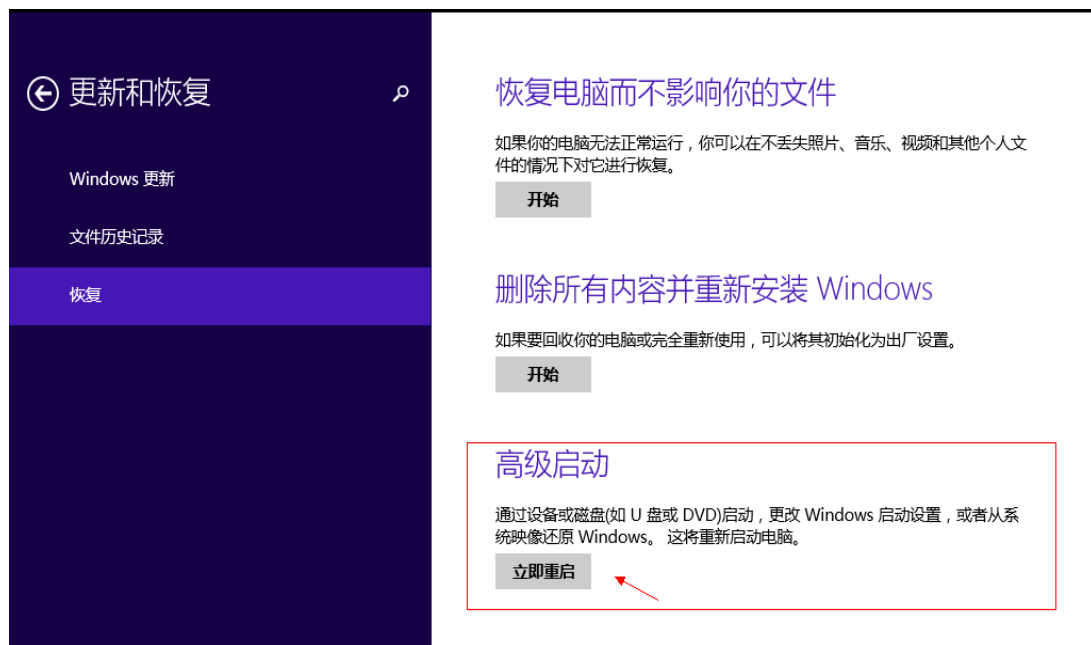 更新和恢复
Windows 更新
文件历史记录
恢复
恢复电脑而不影响你的文件
如果你的电脑无法正常运行，你可以在不丢失照片、音乐、视频和其他个人文
件的情况下对它进行恢复。
开始
删除所有内容并重新安装 Windows
如果要回收你的电脑或完全重新使用，可以将其初始化为出厂设置。
开始
高级启动
通过设备或磁盘(如 U 盘或 DVD)启动，更改 Windows 启动设置，或者从系
统映像还原 Windows。 这将重新启动电脑。
立即重启